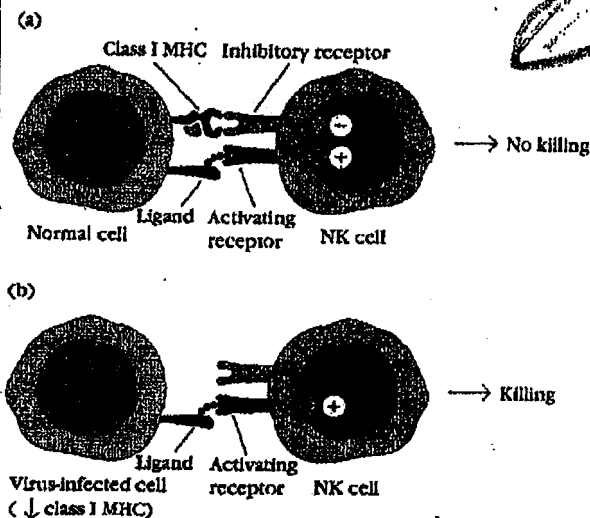 (a)
Class I MHC Inhibitory receptor
−
+
→ No killing
Ligand Activating
receptor
Normal cell NK cell
(b)
+
→ Killing
Ligand Activating
receptor
Virus-infected cell NK cell
(↓ class I MHC)